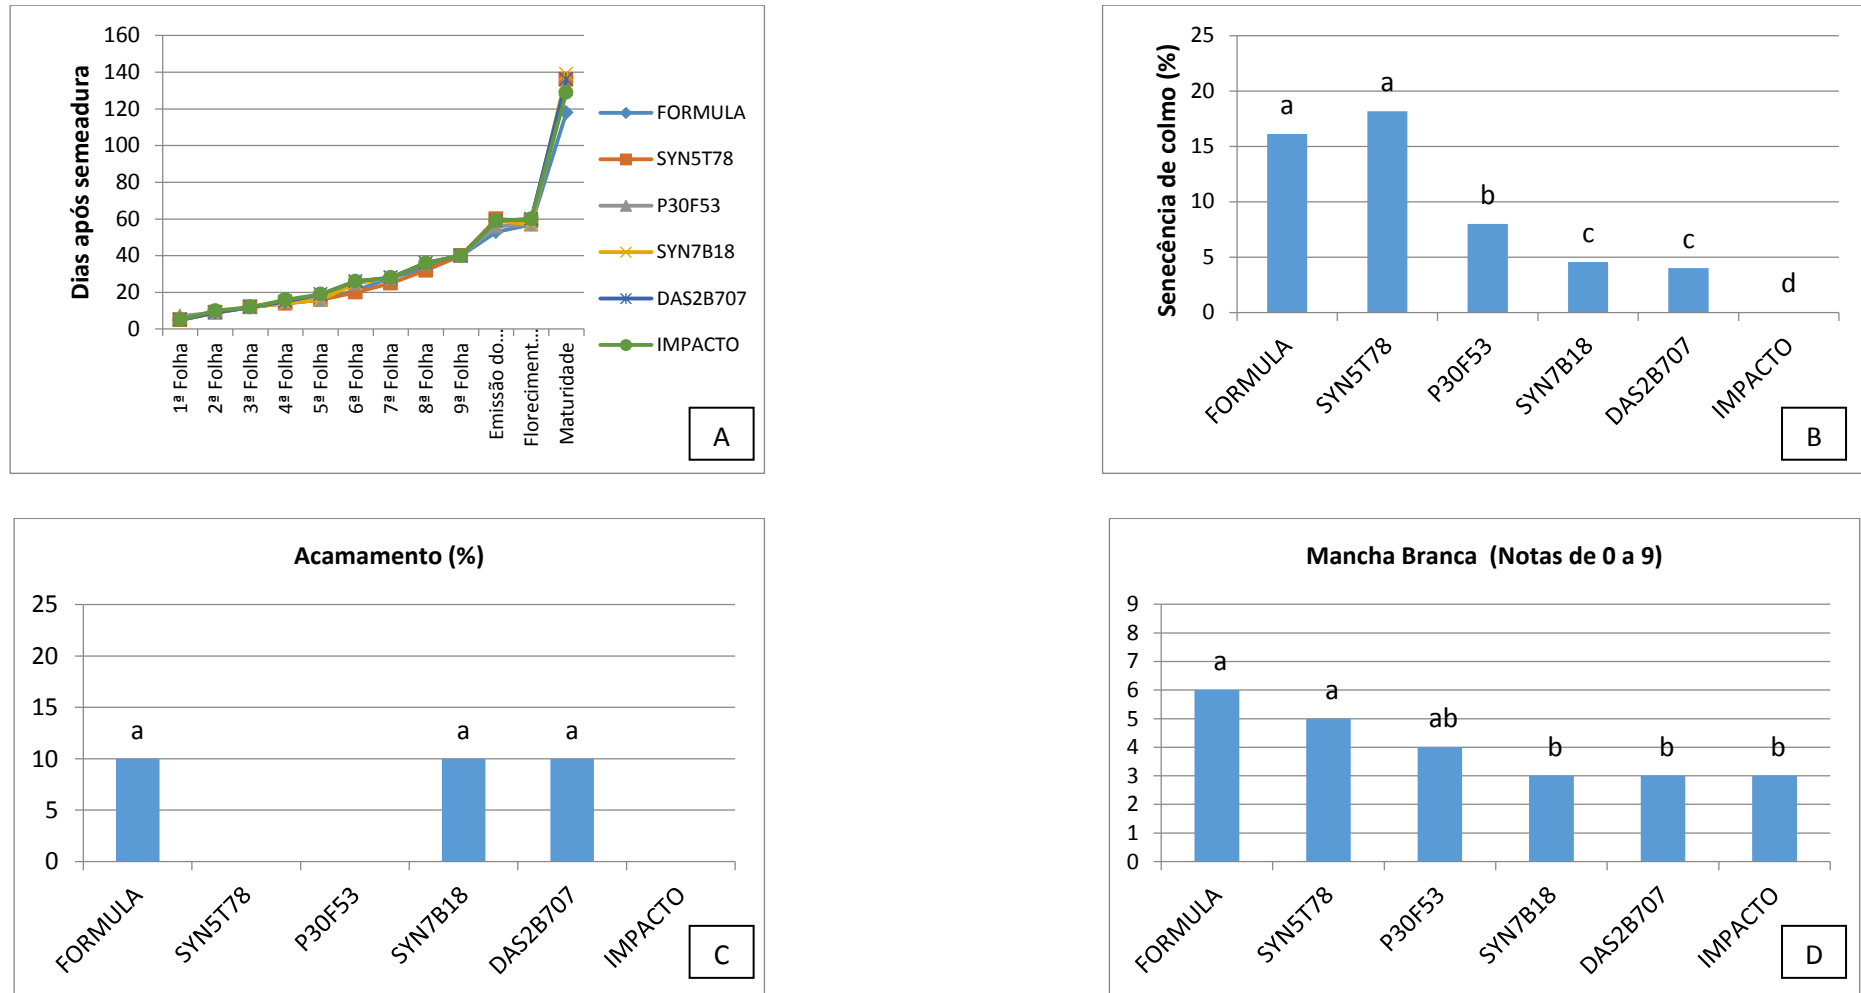 160
140
120
100
80
60
40
20
0
Dias após semeadura
1ª Folha
2ª Folha
3ª Folha
4ª Folha
5ª Folha
6ª Folha
7ª Folha
8ª Folha
9ª Folha
Emissão do...
Floreciment...
Maturidade
FORMULA
SYN5T78
P30F53
SYN7B18
DAS2B707
IMPACTO
A
Senecência de colmo (%)
25
20
15
10
5
0
a
a
b
c
c
d
FORMULA
SYN5T78
P30F53
SYN7B18
DAS2B707
IMPACTO
B
Acamamento (%)
25
20
15
10
5
0
a
a
a
FORMULA
SYN5T78
P30F53
SYN7B18
DAS2B707
IMPACTO
C
Mancha Branca (Notas de 0 a 9)
9
8
7
6
5
4
3
2
1
0
a
a
ab
b
b
b
FORMULA
SYN5T78
P30F53
SYN7B18
DAS2B707
IMPACTO
D